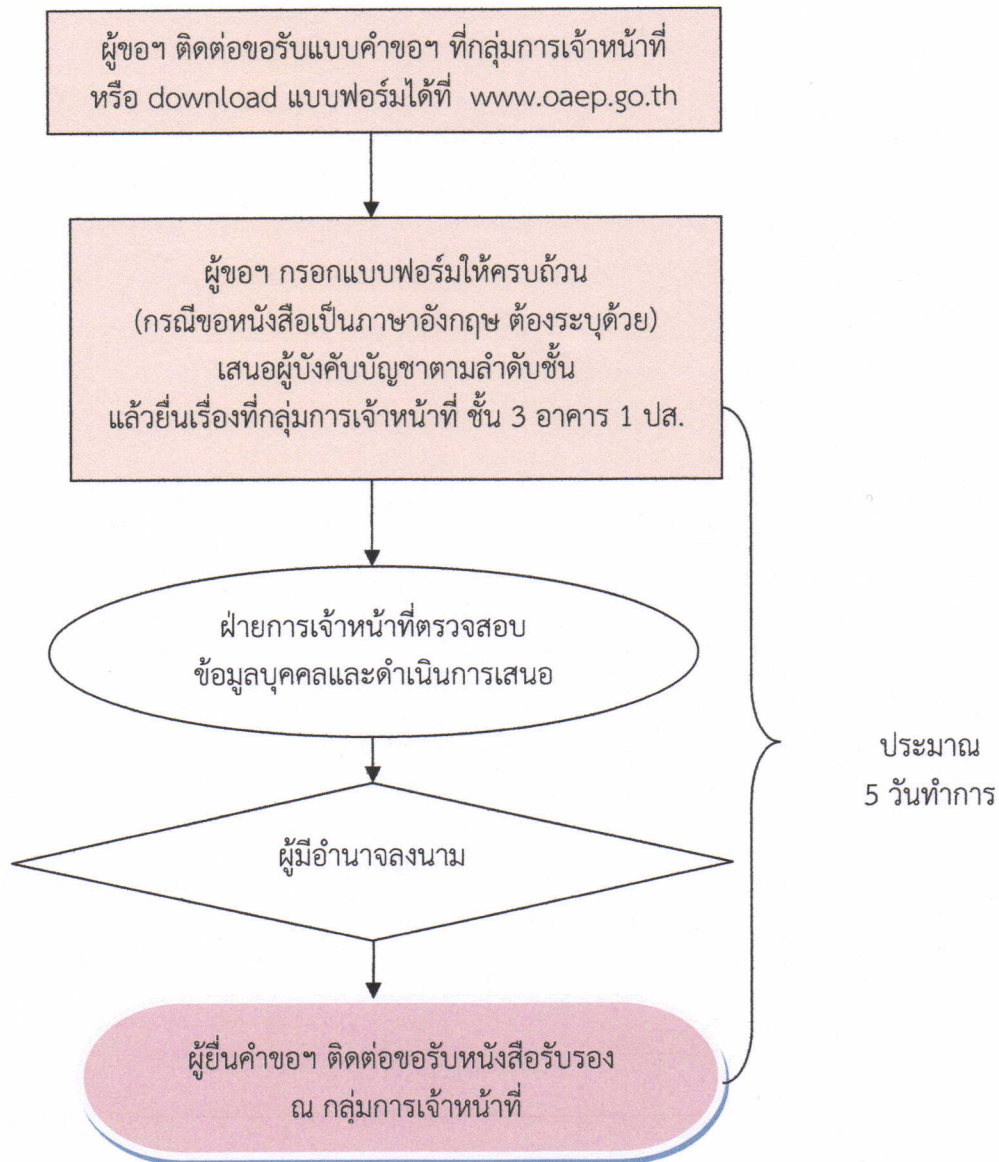 ผู้ขอฯ ติดต่อขอรับแบบคำขอฯ ที่กลุ่มการเจ้าหน้าที่
หรือ download แบบฟอร์มได้ที่ www.oaep.go.th
ผู้ขอฯ กรอกแบบฟอร์มให้ครบถ้วน
(กรณีขอหนังสือเป็นภาษาอังกฤษ ต้องระบุด้วย)
เสนอผู้บังคับบัญชาตามลำดับชั้น
แล้วยื่นเรื่องที่กลุ่มการเจ้าหน้าที่ ชั้น 3 อาคาร 1 ปส.
ฝ่ายการเจ้าหน้าที่ตรวจสอบ
ข้อมูลบุคคลและดำเนินการเสนอ
ประมาณ
5 วันทำการ
ผู้มีอำนาจลงนาม
ผู้ยื่นคำขอฯ ติดต่อขอรับหนังสือรับรอง
ณ กลุ่มการเจ้าหน้าที่